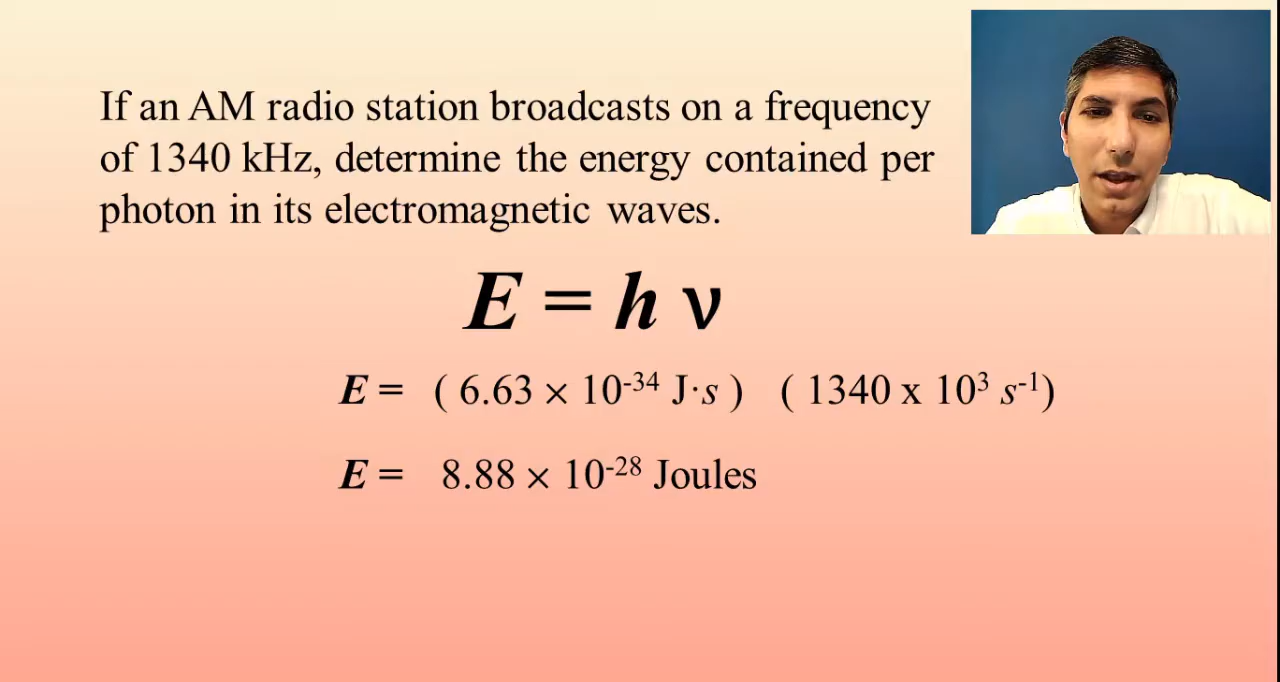 If an AM radio station broadcasts on a frequency
of 1340 kHz, determine the energy contained per
photon in its electromagnetic waves.
E = h ν
E = ( 6.63 × 10⁻³⁴ J·s ) ( 1340 x 10³ s⁻¹)
E = 8.88 × 10⁻²⁸ Joules